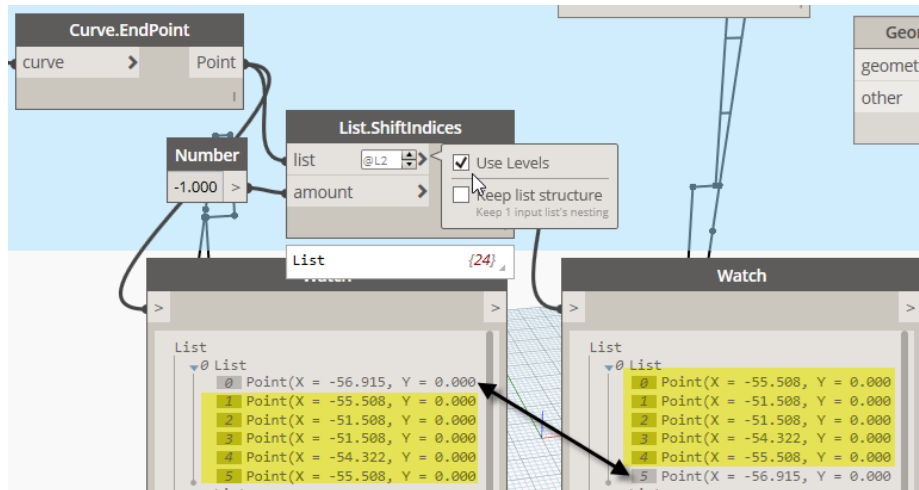 Curve.EndPoint
curve > Point
l
Geo
geomet
other
List.ShiftIndices
list @L2 >
amount >
Number
-1.000 >
Use Levels
Keep list structure
Keep 1 input list's nesting
List {24}
Watch
> >
List
0 List
0 Point(X = -56.915, Y = 0.000
1 Point(X = -55.508, Y = 0.000
2 Point(X = -51.508, Y = 0.000
3 Point(X = -51.508, Y = 0.000
4 Point(X = -54.322, Y = 0.000
5 Point(X = -55.508, Y = 0.000
Watch
> >
List
0 List
0 Point(X = -55.508, Y = 0.000
1 Point(X = -51.508, Y = 0.000
2 Point(X = -51.508, Y = 0.000
3 Point(X = -54.322, Y = 0.000
4 Point(X = -55.508, Y = 0.000
5 Point(X = -56.915, Y = 0.000